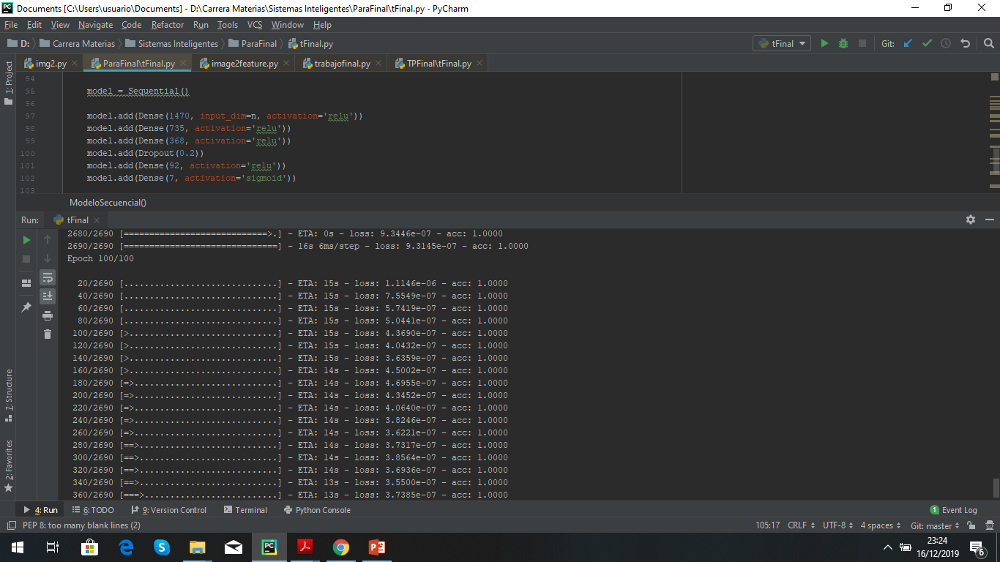 Documents [C:\Users\usuario\Documents] - D:\Carrera Materias\Sistemas Inteligentes\ParaFinal\tFinal.py - PyCharm
File Edit View Navigate Code Refactor Run Tools VCS Window Help
D: Carrera Materias Sistemas Inteligentes ParaFinal tFinal.py tFinal Git:
img2.py ParaFinal\tFinal.py image2feature.py trabajofinal.py TPFinal\tFinal.py
1: Project
94
95 model = Sequential()
96
97 model.add(Dense(1470, input_dim=n, activation='relu'))
98 model.add(Dense(735, activation='relu'))
99 model.add(Dense(368, activation='relu'))
100 model.add(Dropout(0.2))
101 model.add(Dense(92, activation='relu'))
102 model.add(Dense(7, activation='sigmoid'))
103
ModeloSecuencial()
Run: tFinal
2680/2690 [============================>.] - ETA: 0s - loss: 9.3446e-07 - acc: 1.0000
2690/2690 [==============================] - 16s 6ms/step - loss: 9.3145e-07 - acc: 1.0000
Epoch 100/100
20/2690 [..............................] - ETA: 15s - loss: 1.1146e-06 - acc: 1.0000
40/2690 [..............................] - ETA: 15s - loss: 7.5549e-07 - acc: 1.0000
60/2690 [..............................] - ETA: 15s - loss: 5.7419e-07 - acc: 1.0000
80/2690 [..............................] - ETA: 15s - loss: 5.0441e-07 - acc: 1.0000
100/2690 [>.............................] - ETA: 15s - loss: 4.3690e-07 - acc: 1.0000
120/2690 [>.............................] - ETA: 15s - loss: 4.0432e-07 - acc: 1.0000
140/2690 [>.............................] - ETA: 15s - loss: 3.6359e-07 - acc: 1.0000
160/2690 [>.............................] - ETA: 14s - loss: 4.5002e-07 - acc: 1.0000
180/2690 [=>............................] - ETA: 14s - loss: 4.6955e-07 - acc: 1.0000
200/2690 [=>............................] - ETA: 14s - loss: 4.3452e-07 - acc: 1.0000
220/2690 [=>............................] - ETA: 14s - loss: 4.0640e-07 - acc: 1.0000
240/2690 [=>............................] - ETA: 14s - loss: 3.8246e-07 - acc: 1.0000
260/2690 [=>............................] - ETA: 14s - loss: 3.6221e-07 - acc: 1.0000
280/2690 [==>...........................] - ETA: 14s - loss: 3.7317e-07 - acc: 1.0000
300/2690 [==>...........................] - ETA: 14s - loss: 3.8564e-07 - acc: 1.0000
320/2690 [==>...........................] - ETA: 14s - loss: 3.6936e-07 - acc: 1.0000
340/2690 [==>...........................] - ETA: 13s - loss: 3.5500e-07 - acc: 1.0000
360/2690 [===>..........................] - ETA: 13s - loss: 3.7385e-07 - acc: 1.0000
7: Structure
2: Favorites
4: Run 6: TODO 9: Version Control Terminal Python Console 1 Event Log
PEP 8: too many blank lines (2) 105:17 CRLF UTF-8 4 spaces Git: master
23:24
16/12/2019
6